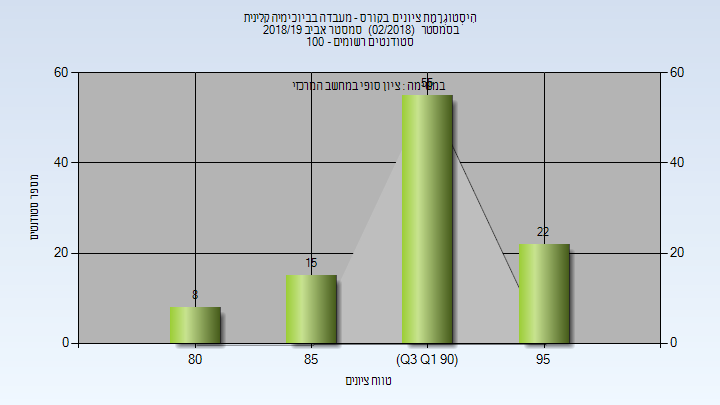 היסטוגרמת ציונים בקורס - מעבדה בביוכימיה קלינית
בסמסטר (02/2018) סמסטר אביב 2018/19
סטודנטים רשומים - 100
במשימה : ציון סופי במחשב המרכזי
60
60
55
40
40
מספר סטודנטים
22
20
20
15
8
0
0
80
85
(Q3 Q1 90)
95
טווח ציונים